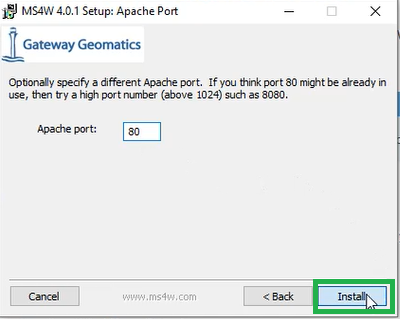 MS4W 4.0.1 Setup: Apache Port
Gateway Geomatics
Optionally specify a different Apache port. If you think port 80 might be already in
use, then try a high port number (above 1024) such as 8080.
Apache port: 80
Cancel www.ms4w.com < Back Install